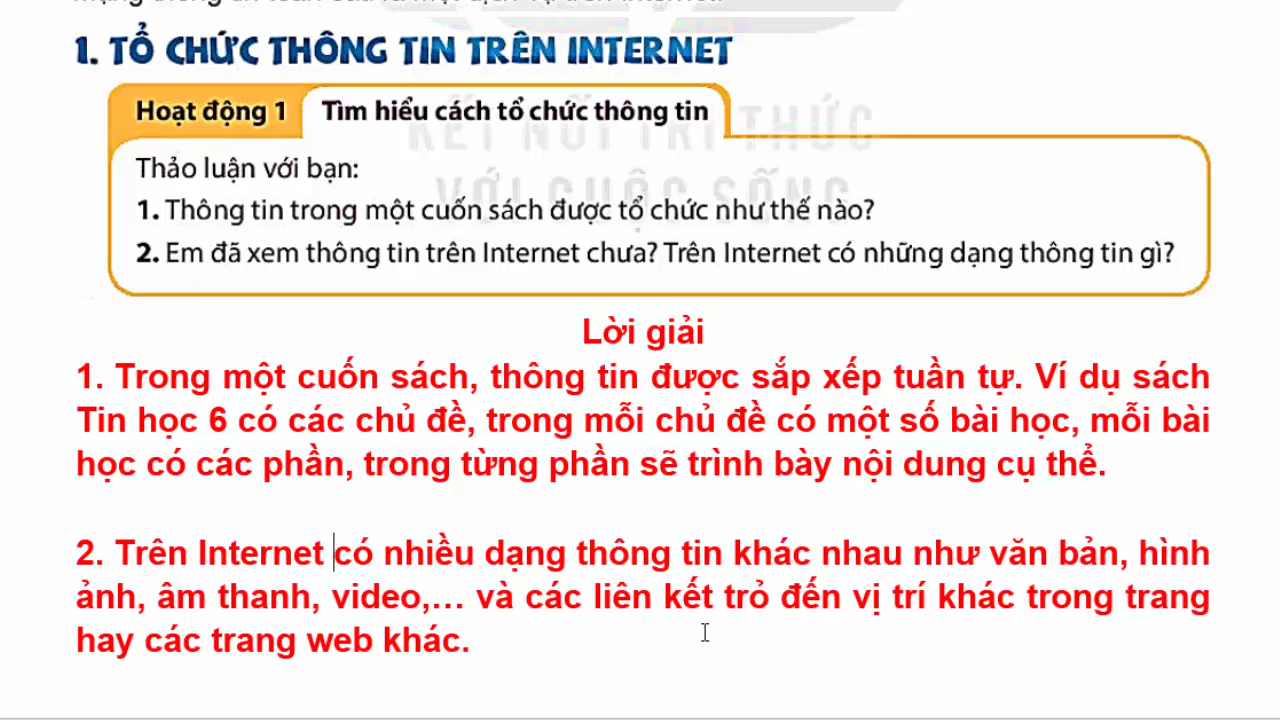 1. TỔ CHỨC THÔNG TIN TRÊN INTERNET
Hoạt động 1 Tìm hiểu cách tổ chức thông tin
KẾT NỐI TRI THỨC
VỚI CUỘC SỐNG
Thảo luận với bạn:
1. Thông tin trong một cuốn sách được tổ chức như thế nào?
2. Em đã xem thông tin trên Internet chưa? Trên Internet có những dạng thông tin gì?
Lời giải
1. Trong một cuốn sách, thông tin được sắp xếp tuần tự. Ví dụ sách
Tin học 6 có các chủ đề, trong mỗi chủ đề có một số bài học, mỗi bài
học có các phần, trong từng phần sẽ trình bày nội dung cụ thể.
2. Trên Internet có nhiều dạng thông tin khác nhau như văn bản, hình
ảnh, âm thanh, video,... và các liên kết trỏ đến vị trí khác trong trang
hay các trang web khác.